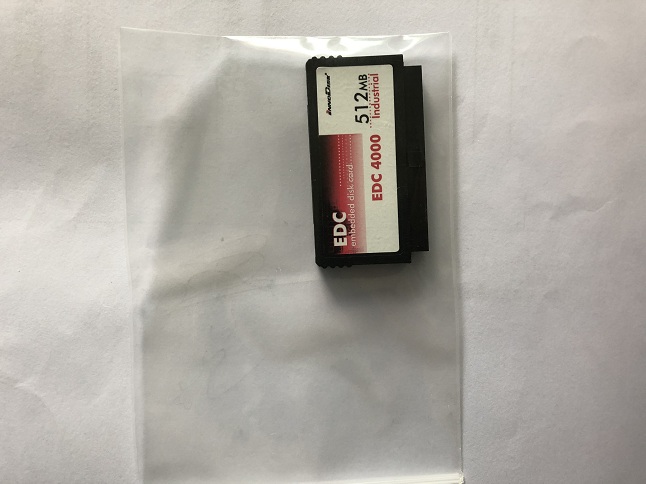 InnoDisk
512MB
Industrial
EDC
embedded disk card
EDC 4000